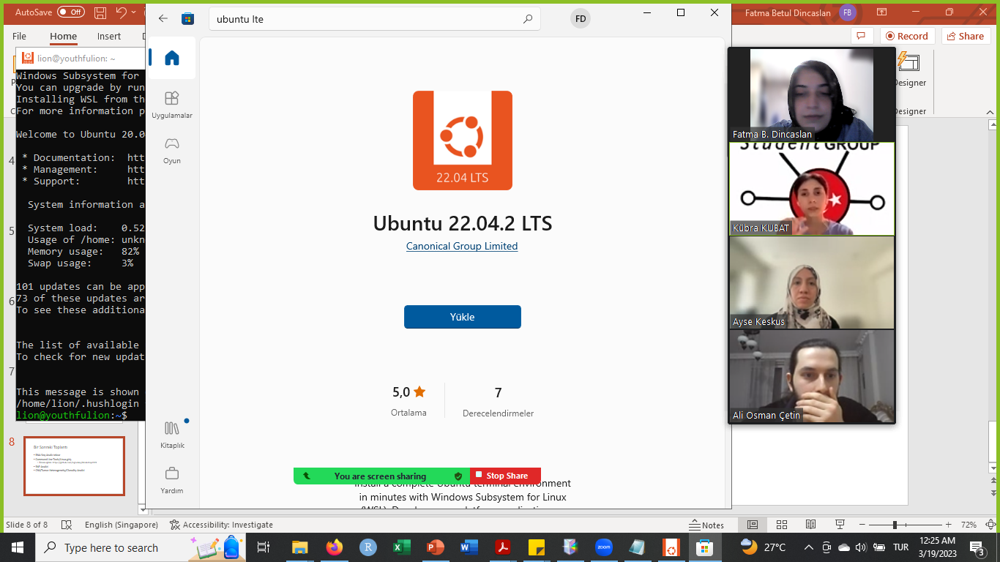 AutoSave Off
Fatma Betul Dincaslan FB
File Home Insert
Record Share
Designer
Designer
lion@youthfulion: ~
Windows Subsystem for
You can upgrade by run
Installing WSL from th
For more information p
Welcome to Ubuntu 20.0
* Documentation: htt
* Management: htt
* Support: htt
System information a
System load: 0.52
Usage of /home: unkn
Memory usage: 82%
Swap usage: 3%
101 updates can be app
73 of these updates ar
To see these additiona
The list of available
To check for new updat
This message is shown
/home/lion/.hushlogin
lion@youthfulion:~$
4
5
6
7
8
Bir Sonraki Toplantı
ubuntu lte
FD
Uygulamalar
Oyun
Kitaplık
Yardım
22.04 LTS
Ubuntu 22.04.2 LTS
Canonical Group Limited
Yükle
5,0
Ortalama
7
Derecelendirmeler
You are screen sharing Stop Share
Install a complete Ubuntu terminal environment
in minutes with Windows Subsystem for Linux
Fatma B. Dincaslan
Student GROUP
Kübra KUBAT
Ayse Keskus
Ali Osman Çetin
Slide 8 of 8 English (Singapore) Accessibility: Investigate Notes 72%
Type here to search
zoom
27°C
TUR
12:25 AM
3/19/2023
3